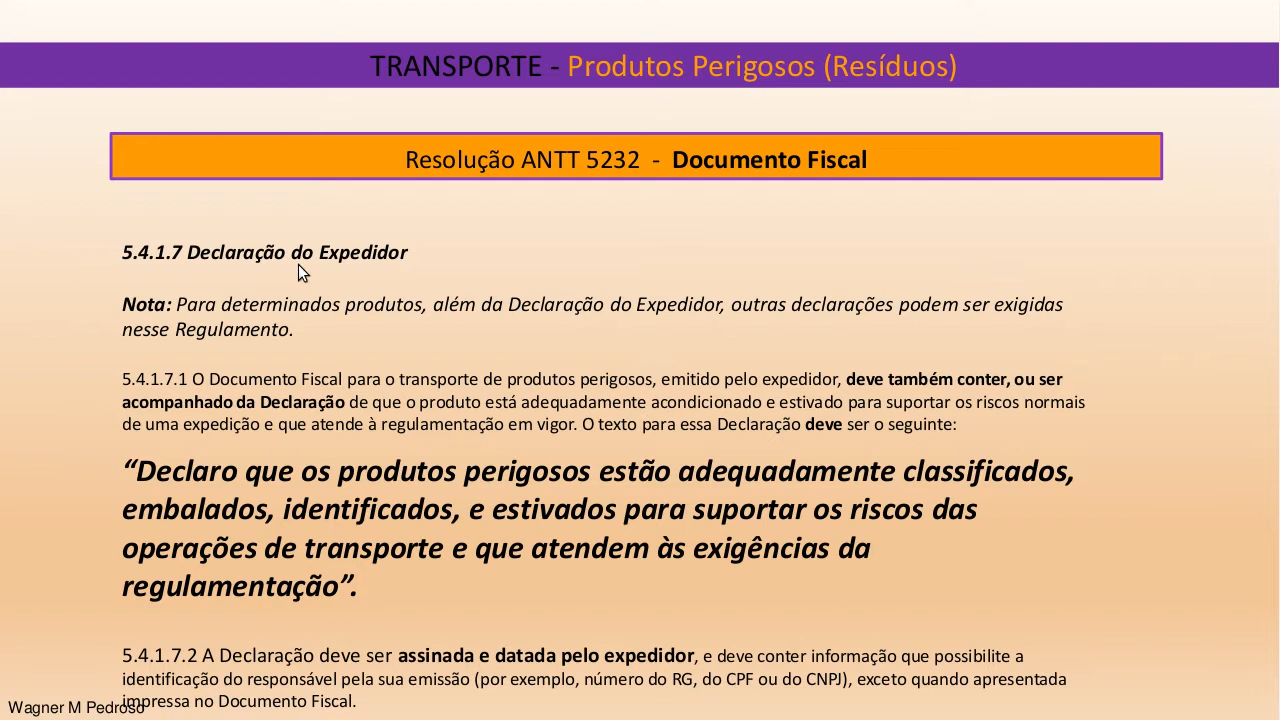 TRANSPORTE - Produtos Perigosos (Resíduos)
Resolução ANTT 5232 - Documento Fiscal
5.4.1.7 Declaração do Expedidor
Nota: Para determinados produtos, além da Declaração do Expedidor, outras declarações podem ser exigidas
nesse Regulamento.
5.4.1.7.1 O Documento Fiscal para o transporte de produtos perigosos, emitido pelo expedidor, deve também conter, ou ser
acompanhado da Declaração de que o produto está adequadamente acondicionado e estivado para suportar os riscos normais
de uma expedição e que atende à regulamentação em vigor. O texto para essa Declaração deve ser o seguinte:
“Declaro que os produtos perigosos estão adequadamente classificados,
embalados, identificados, e estivados para suportar os riscos das
operações de transporte e que atendem às exigências da
regulamentação”.
5.4.1.7.2 A Declaração deve ser assinada e datada pelo expedidor, e deve conter informação que possibilite a
identificação do responsável pela sua emissão (por exemplo, número do RG, do CPF ou do CNPJ), exceto quando apresentada
impressa no Documento Fiscal.
Wagner M Pedroso